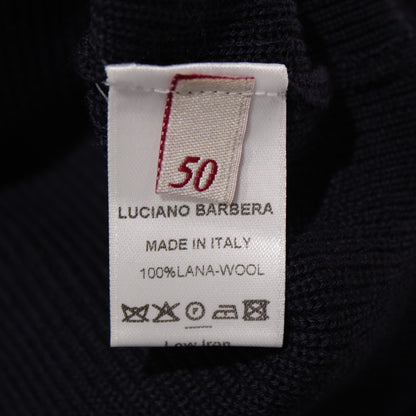 50
LUCIANO BARBERA
MADE IN ITALY
100%LANA-WOOL
P
Low iron